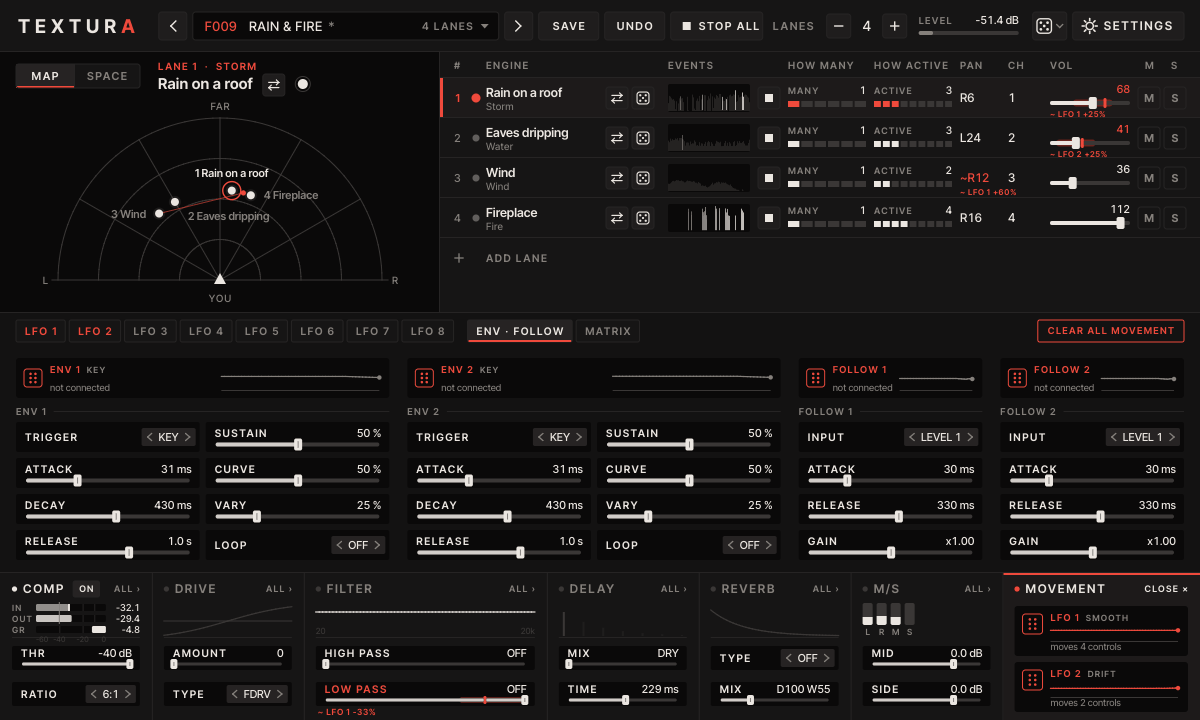 TEXTURA
F009 RAIN & FIRE * 4 LANES
SAVE
UNDO
STOP ALL
LANES
4
LEVEL -51.4 dB
SETTINGS
MAP
SPACE
LANE 1 · STORM
Rain on a roof
FAR
1 Rain on a roof
4 Fireplace
3 Wind
2 Eaves dripping
L
R
YOU
# ENGINE EVENTS HOW MANY HOW ACTIVE PAN CH VOL M S
1 Rain on a roof MANY 1 ACTIVE 3 R6 1 68 M S
Storm
~ LFO 1 +25%
2 Eaves dripping MANY 1 ACTIVE 3 L24 2 41 M S
Water
~ LFO 2 +25%
3 Wind MANY 1 ACTIVE 2 ~R12 3 36 M S
Wind
~ LFO 1 +60%
4 Fireplace MANY 1 ACTIVE 4 R16 4 112 M S
Fire
+ ADD LANE
LFO 1
LFO 2
LFO 3
LFO 4
LFO 5
LFO 6
LFO 7
LFO 8
ENV · FOLLOW
MATRIX
CLEAR ALL MOVEMENT
ENV 1 KEY
not connected
ENV 2 KEY
not connected
FOLLOW 1
not connected
FOLLOW 2
not connected
ENV 1
TRIGGER < KEY >
SUSTAIN 50 %
ATTACK 31 ms
CURVE 50 %
DECAY 430 ms
VARY 25 %
RELEASE 1.0 s
LOOP < OFF >
ENV 2
TRIGGER < KEY >
SUSTAIN 50 %
ATTACK 31 ms
CURVE 50 %
DECAY 430 ms
VARY 25 %
RELEASE 1.0 s
LOOP < OFF >
FOLLOW 1
INPUT < LEVEL 1 >
ATTACK 30 ms
RELEASE 330 ms
GAIN x1.00
FOLLOW 2
INPUT < LEVEL 1 >
ATTACK 30 ms
RELEASE 330 ms
GAIN x1.00
COMP ON ALL ›
IN -32.1
OUT -29.4
GR -4.8
-60 -40 -20 0
THR -40 dB
RATIO < 6:1 >
DRIVE ALL ›
AMOUNT 0
TYPE < FDRV >
FILTER ALL ›
20 20k
HIGH PASS OFF
LOW PASS OFF
~ LFO 1 -33%
DELAY ALL ›
MIX DRY
TIME 229 ms
REVERB ALL ›
TYPE < OFF >
MIX D100 W55
M/S ALL ›
L R M S
MID 0.0 dB
SIDE 0.0 dB
MOVEMENT CLOSE ×
LFO 1 SMOOTH
moves 4 controls
LFO 2 DRIFT
moves 2 controls